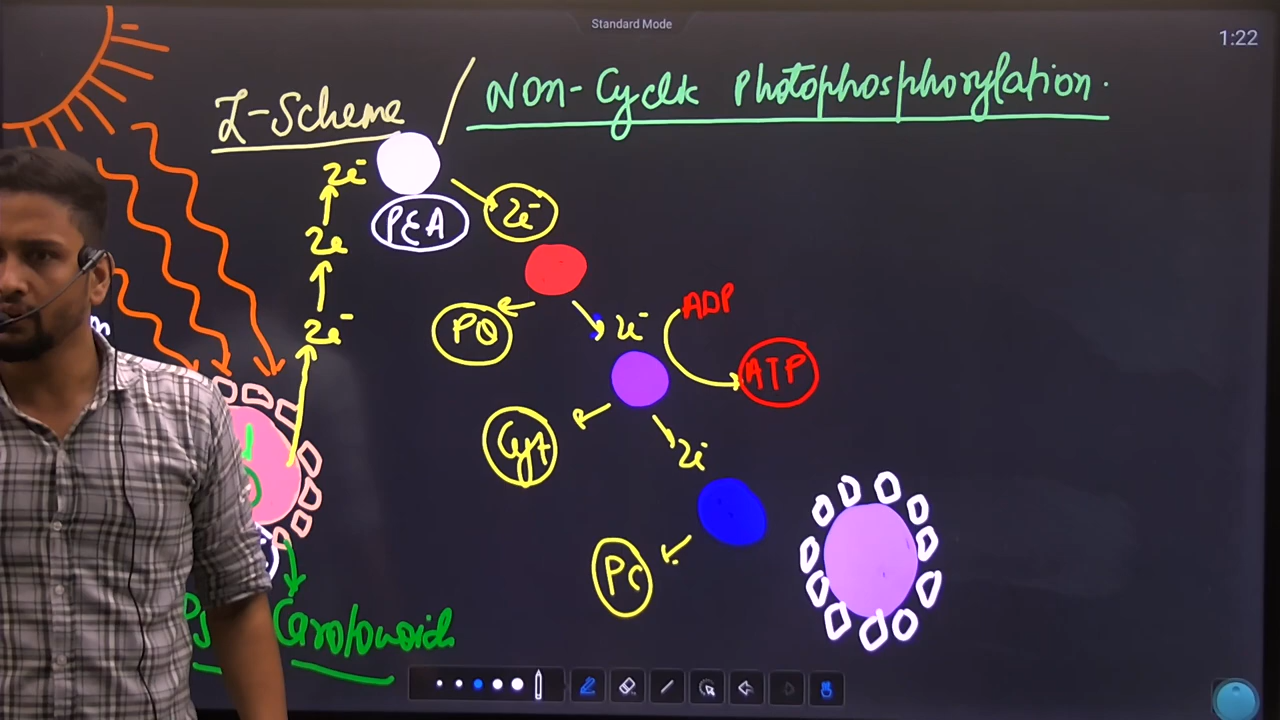 Standard Mode
1:22
Z-Scheme / Non-Cyclic Photophosphorylation.
2e⁻
2e⁻
PEA
2e
2e⁻
PQ
2e⁻
ADP
ATP
Cyt
2e⁻
PC
Carotenoid